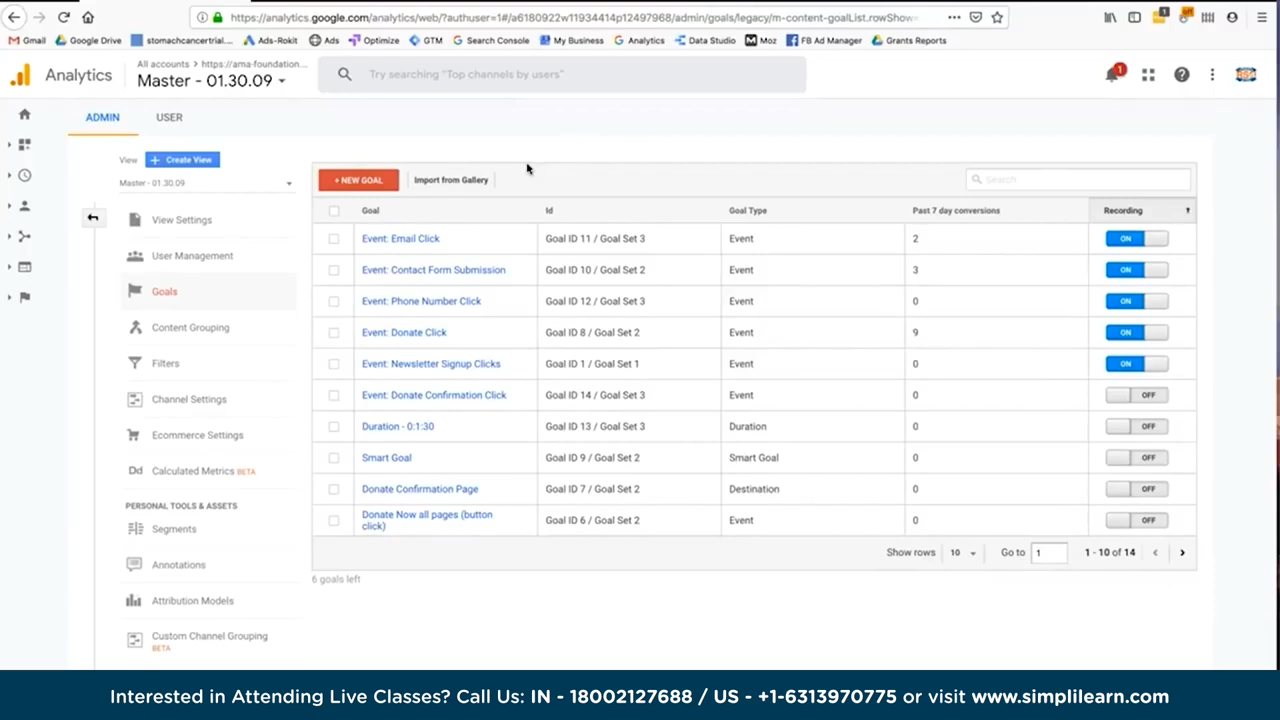 https://analytics.google.com/analytics/web/?authuser=1#/a6180922w11934414p12497968/admin/goals/legacy/m-content-goalList.rowShow=
Gmail Google Drive stomachcancertrial.... Ads-Rokit Ads Optimize GTM Search Console My Business Analytics Data Studio Moz FB Ad Manager Grants Reports
All accounts > https://ama-foundation...
Analytics Master - 01.30.09
Try searching "Top channels by users"
1
ADMIN USER
View + Create View
Master - 01.30.09
+ NEW GOAL Import from Gallery Search
Goal Id Goal Type Past 7 day conversions Recording
Event: Email Click Goal ID 11 / Goal Set 3 Event 2 ON
Event: Contact Form Submission Goal ID 10 / Goal Set 2 Event 3 ON
Event: Phone Number Click Goal ID 12 / Goal Set 3 Event 0 ON
Event: Donate Click Goal ID 8 / Goal Set 2 Event 9 ON
Event: Newsletter Signup Clicks Goal ID 1 / Goal Set 1 Event 0 ON
Event: Donate Confirmation Click Goal ID 14 / Goal Set 3 Event 0 OFF
Duration - 0:1:30 Goal ID 13 / Goal Set 3 Duration 0 OFF
Smart Goal Goal ID 9 / Goal Set 2 Smart Goal 0 OFF
Donate Confirmation Page Goal ID 7 / Goal Set 2 Destination 0 OFF
Donate Now all pages (button
click) Goal ID 6 / Goal Set 2 Event 0 OFF
Show rows 10 Go to 1 1 - 10 of 14
6 goals left
View Settings
User Management
Goals
Content Grouping
Filters
Channel Settings
Ecommerce Settings
Dd Calculated Metrics BETA
PERSONAL TOOLS & ASSETS
Segments
Annotations
Attribution Models
Custom Channel Grouping
BETA
Interested in Attending Live Classes? Call Us: IN - 18002127688 / US - +1-6313970775 or visit www.simplilearn.com